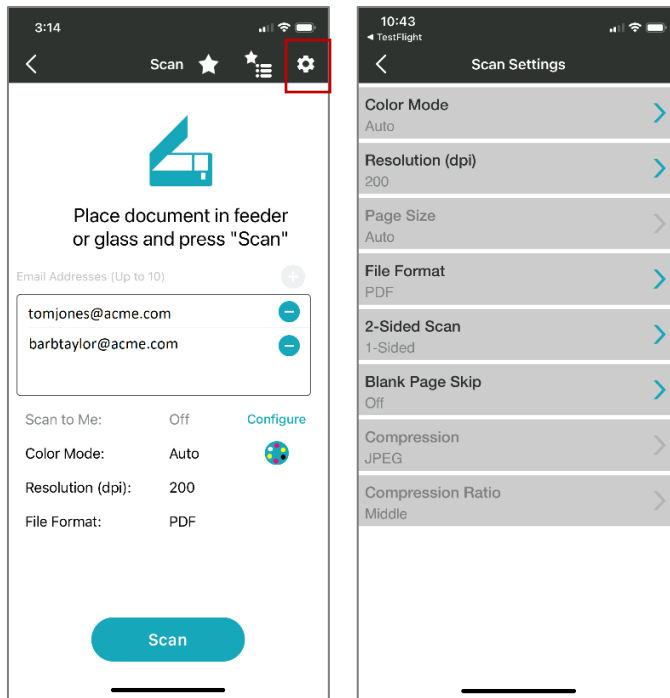 3:14
Scan
Place document in feeder
or glass and press "Scan"
Email Addresses (Up to 10)
tomjones@acme.com
barbtaylor@acme.com
Scan to Me: Off Configure
Color Mode: Auto
Resolution (dpi): 200
File Format: PDF
Scan
10:43
TestFlight
Scan Settings
Color Mode
Auto
Resolution (dpi)
200
Page Size
Auto
File Format
PDF
2-Sided Scan
1-Sided
Blank Page Skip
Off
Compression
JPEG
Compression Ratio
Middle